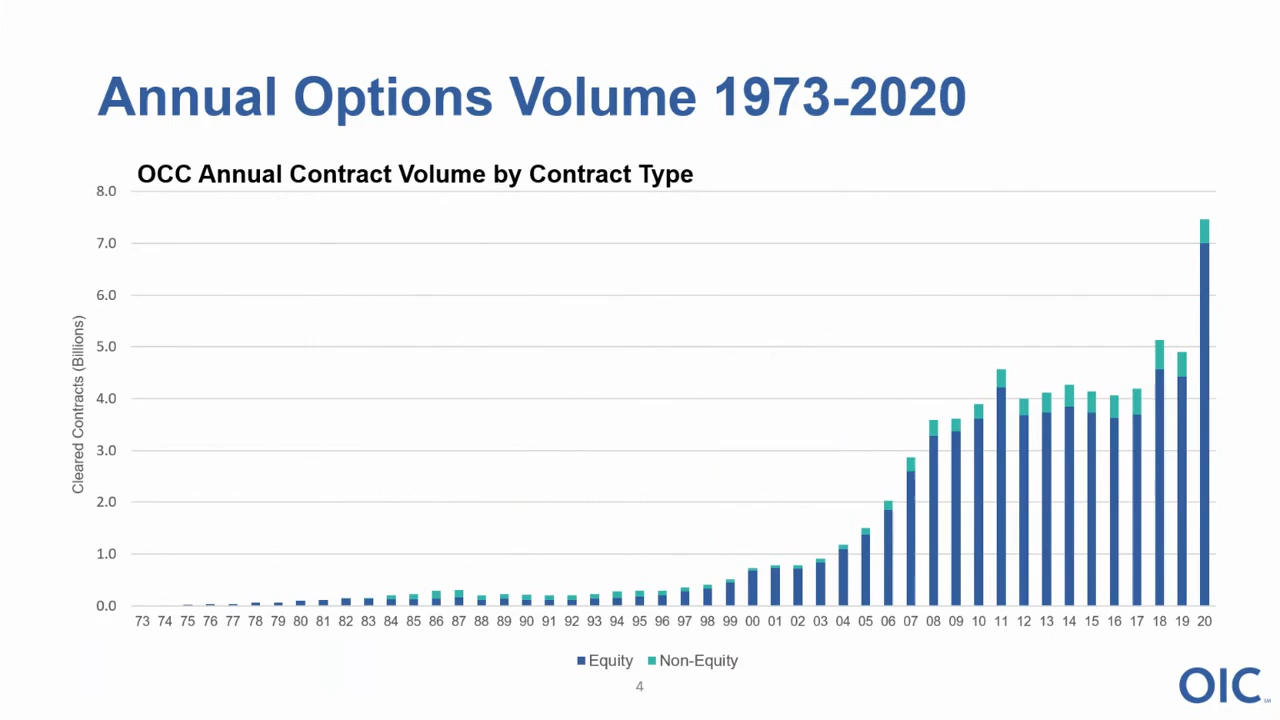 Annual Options Volume 1973-2020
OCC Annual Contract Volume by Contract Type
8.0
7.0
6.0
5.0
4.0
3.0
2.0
1.0
0.0
Cleared Contracts (Billions)
73 74 75 76 77 78 79 80 81 82 83 84 85 86 87 88 89 90 91 92 93 94 95 96 97 98 99 00 01 02 03 04 05 06 07 08 09 10 11 12 13 14 15 16 17 18 19 20
Equity Non-Equity
4
OIC SM